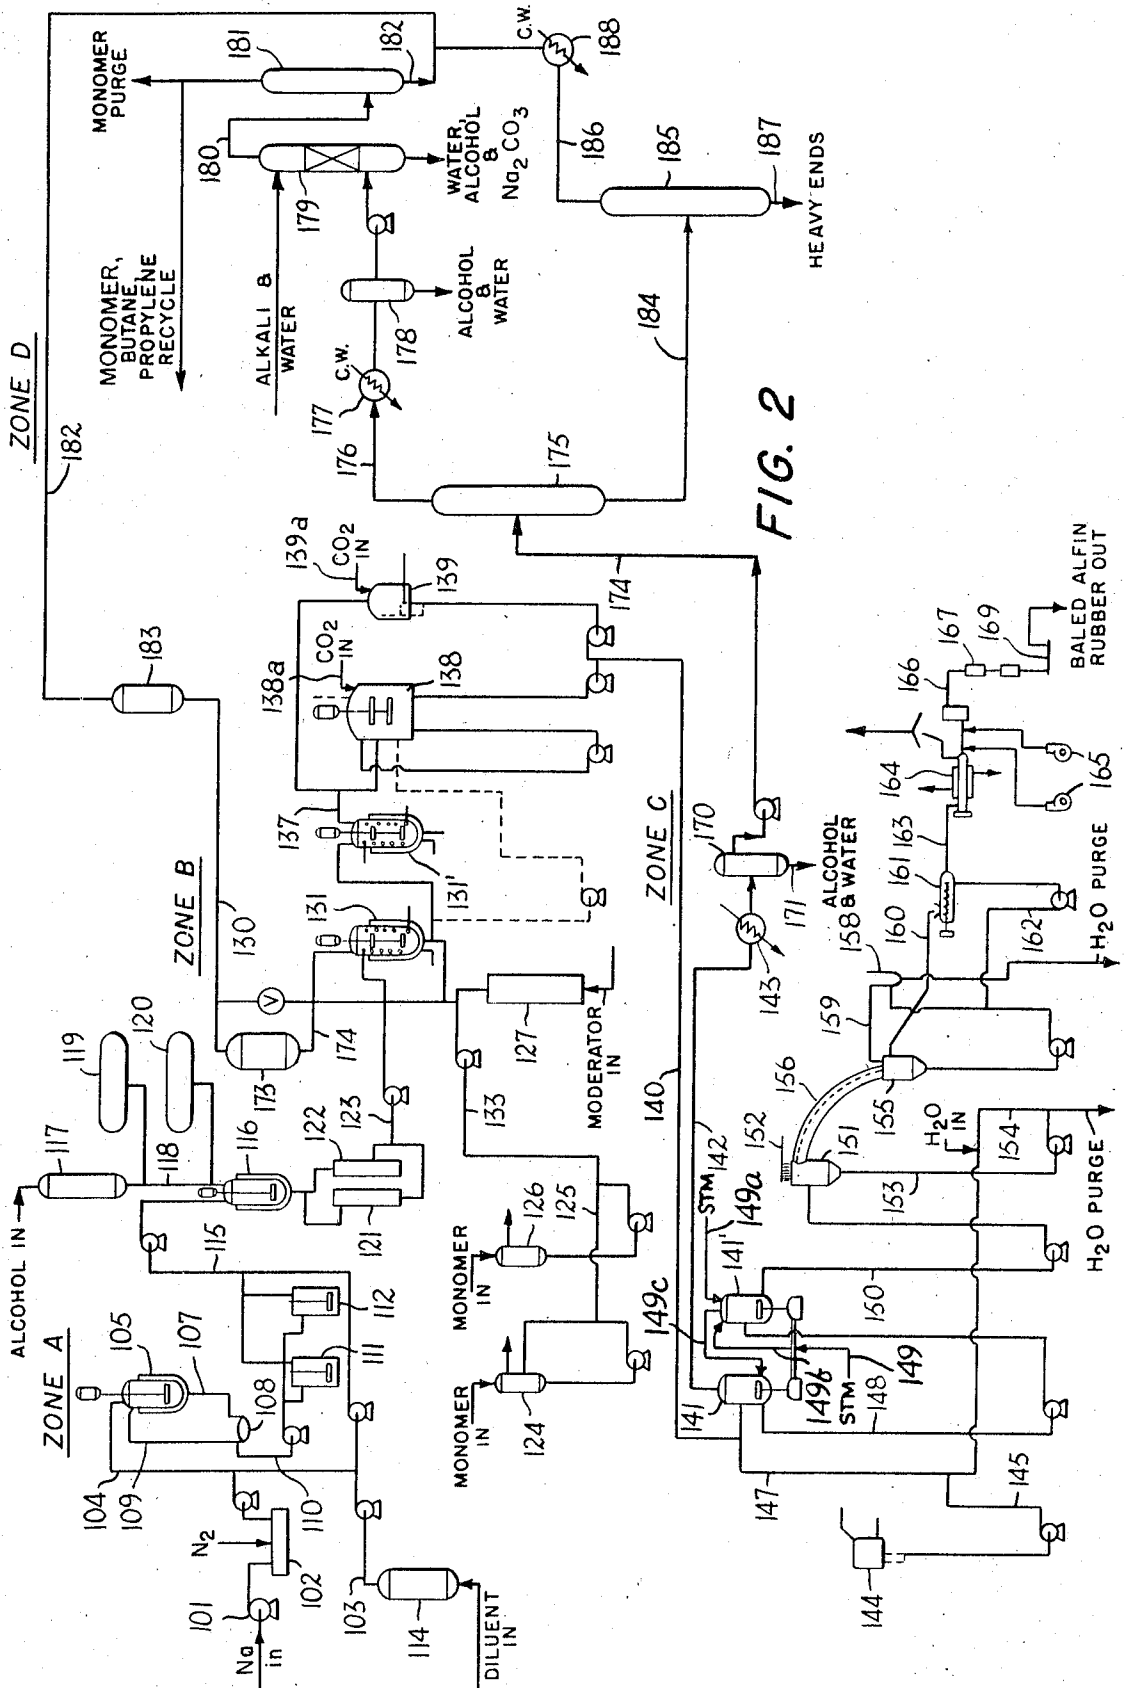 ZONE D
182
MONOMER
PURGE
181
182
180
MONOMER,
BUTANE,
PROPYLENE
RECYCLE
ALKALI &
WATER
179
WATER,
ALCOHOL
&
Na2CO3
C.W.
188
186
185
187
HEAVY ENDS
184
178
ALCOHOL
&
WATER
C.W.
177
176
175
174
FIG. 2
183
130
ZONE B
173
174
V
139a
CO2
IN
139
138a
CO2
IN
138
137
131'
131
127
MODERATOR
IN
133
119
120
117
ALCOHOL IN
118
116
123
122
121
115
112
111
ZONE A
105
107
108
109
104
110
N2
102
101
Na
in
103
114
DILUENT
IN
MONOMER
IN
126
125
MONOMER
IN
124
ZONE C
140
142
143
170
171
ALCOHOL
& WATER
STM
149a
141'
149c
141
149b
STM
149
148
147
145
144
150
H2O PURGE
154
H2O
IN
153
151
152
156
155
159
158
160
161
162
H2O PURGE
163
164
165
166
167
169
BALED ALFIN
RUBBER OUT